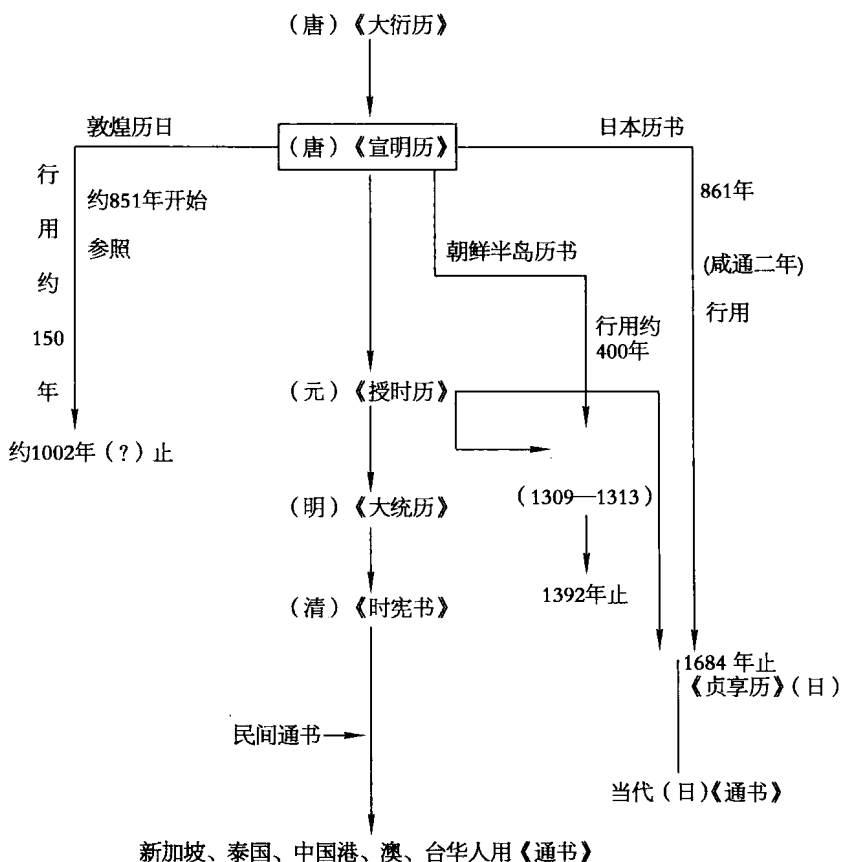 （唐）《大衍历》
敦煌历日
（唐）《宣明历》
日本历书
行用约150年
约851年开始
参照
861年
(咸通二年)
行用
朝鲜半岛历书
行用约
400年
（元）《授时历》
约1002年（?）止
（1309—1313）
（明）《大统历》
1392年止
（清）《时宪书》
1684 年止
《贞享历》（日）
民间通书
当代（日）《通书》
新加坡、泰国、中国港、澳、台华人用《通书》